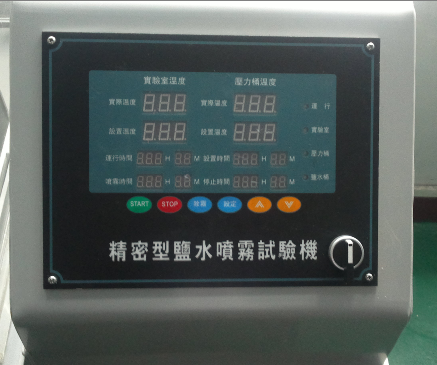 實驗室溫度 壓力桶溫度
實際溫度 實際溫度 運行
設置溫度 設置溫度 實驗室
運行時間 H M 設置時間 H M 壓力桶
噴霧時間 H M 停止時間 H M 鹽水桶
START STOP 設定
精密型鹽水噴霧試驗機